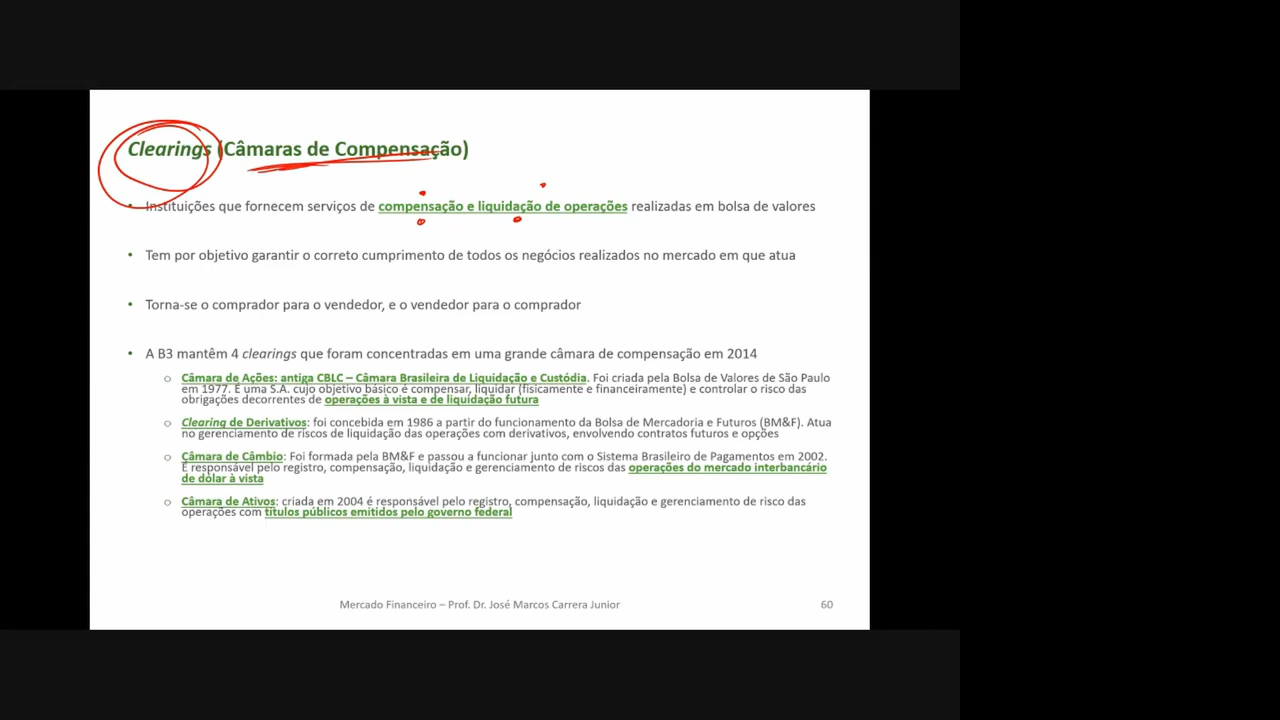 Clearings (Câmaras de Compensação)
• Instituições que fornecem serviços de compensação e liquidação de operações realizadas em bolsa de valores
• Tem por objetivo garantir o correto cumprimento de todos os negócios realizados no mercado em que atua
• Torna-se o comprador para o vendedor, e o vendedor para o comprador
• A B3 mantêm 4 clearings que foram concentradas em uma grande câmara de compensação em 2014
o Câmara de Ações: antiga CBLC – Câmara Brasileira de Liquidação e Custódia. Foi criada pela Bolsa de Valores de São Paulo
em 1977. É uma S.A. cujo objetivo básico é compensar, liquidar (fisicamente e financeiramente) e controlar o risco das
obrigações decorrentes de operações à vista e de liquidação futura
o Clearing de Derivativos: foi concebida em 1986 a partir do funcionamento da Bolsa de Mercadoria e Futuros (BM&F). Atua
no gerenciamento de riscos de liquidação das operações com derivativos, envolvendo contratos futuros e opções
o Câmara de Câmbio: Foi formada pela BM&F e passou a funcionar junto com o Sistema Brasileiro de Pagamentos em 2002.
É responsável pelo registro, compensação, liquidação e gerenciamento de riscos das operações do mercado interbancário
de dólar à vista
o Câmara de Ativos: criada em 2004 é responsável pelo registro, compensação, liquidação e gerenciamento de risco das
operações com títulos públicos emitidos pelo governo federal
Mercado Financeiro – Prof. Dr. José Marcos Carrera Junior 60